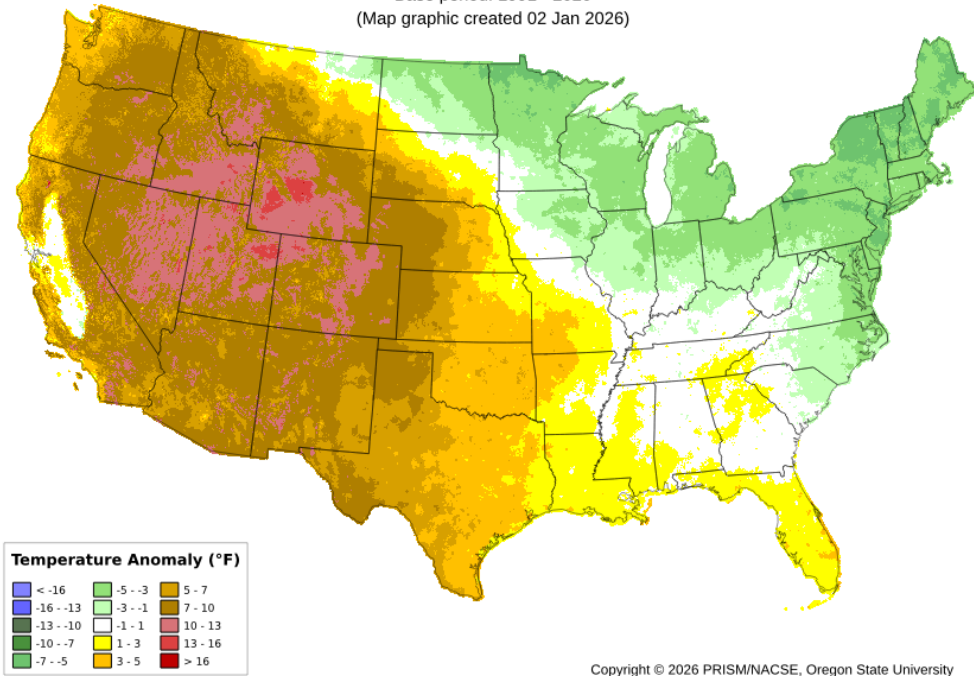 (Map graphic created 02 Jan 2026)
Temperature Anomaly (°F)
< -16
-16 - -13
-13 - -10
-10 - -7
-7 - -5
-5 - -3
-3 - -1
-1 - 1
1 - 3
3 - 5
5 - 7
7 - 10
10 - 13
13 - 16
> 16
Copyright © 2026 PRISM/NACSE, Oregon State University